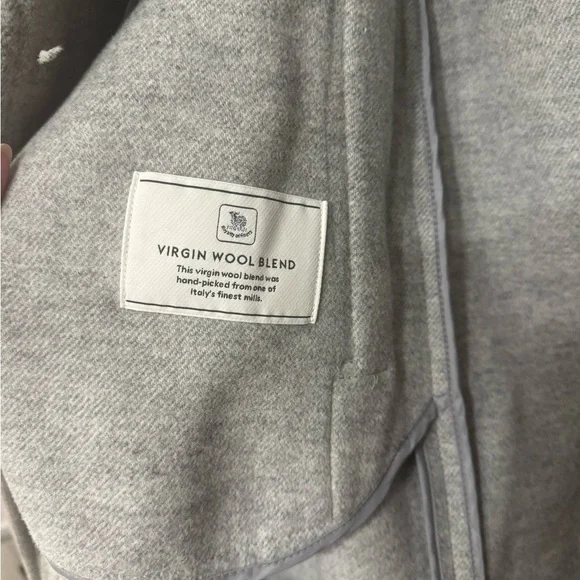 VIRGIN WOOL BLEND
This virgin wool blend was
hand-picked from one of
Italy's finest mills.